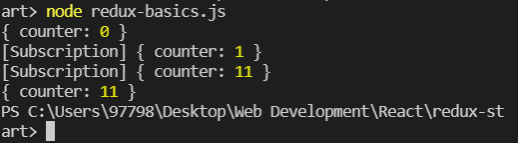 art> node redux-basics.js
{ counter: 0 }
[Subscription] { counter: 1 }
[Subscription] { counter: 11 }
{ counter: 11 }
PS C:\Users\97798\Desktop\Web Development\React\redux-st
art>